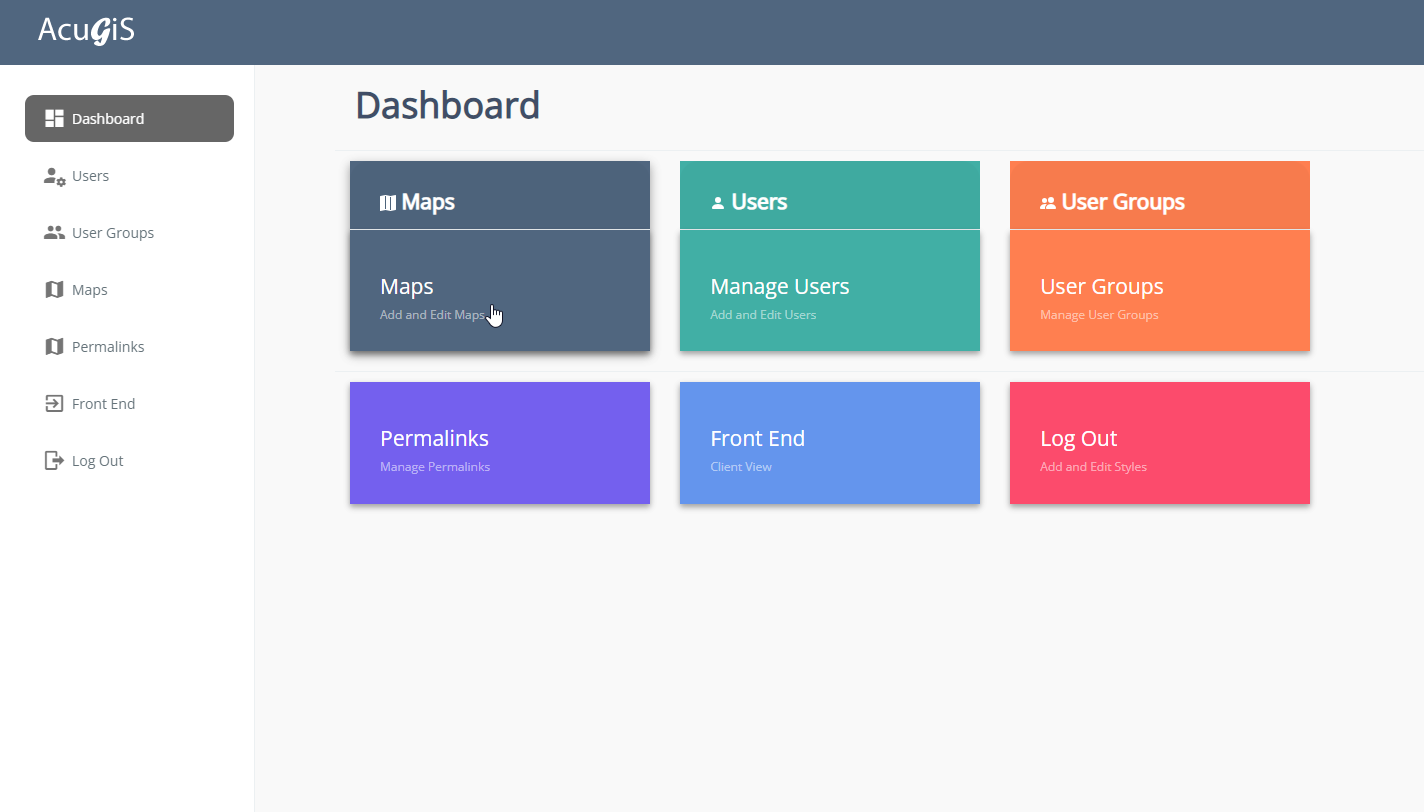 AcuGiS
Dashboard
Users
User Groups
Maps
Permalinks
Front End
Log Out
Dashboard
Maps
Maps
Add and Edit Maps
Users
Manage Users
Add and Edit Users
User Groups
User Groups
Manage User Groups
Permalinks
Manage Permalinks
Front End
Client View
Log Out
Add and Edit Styles